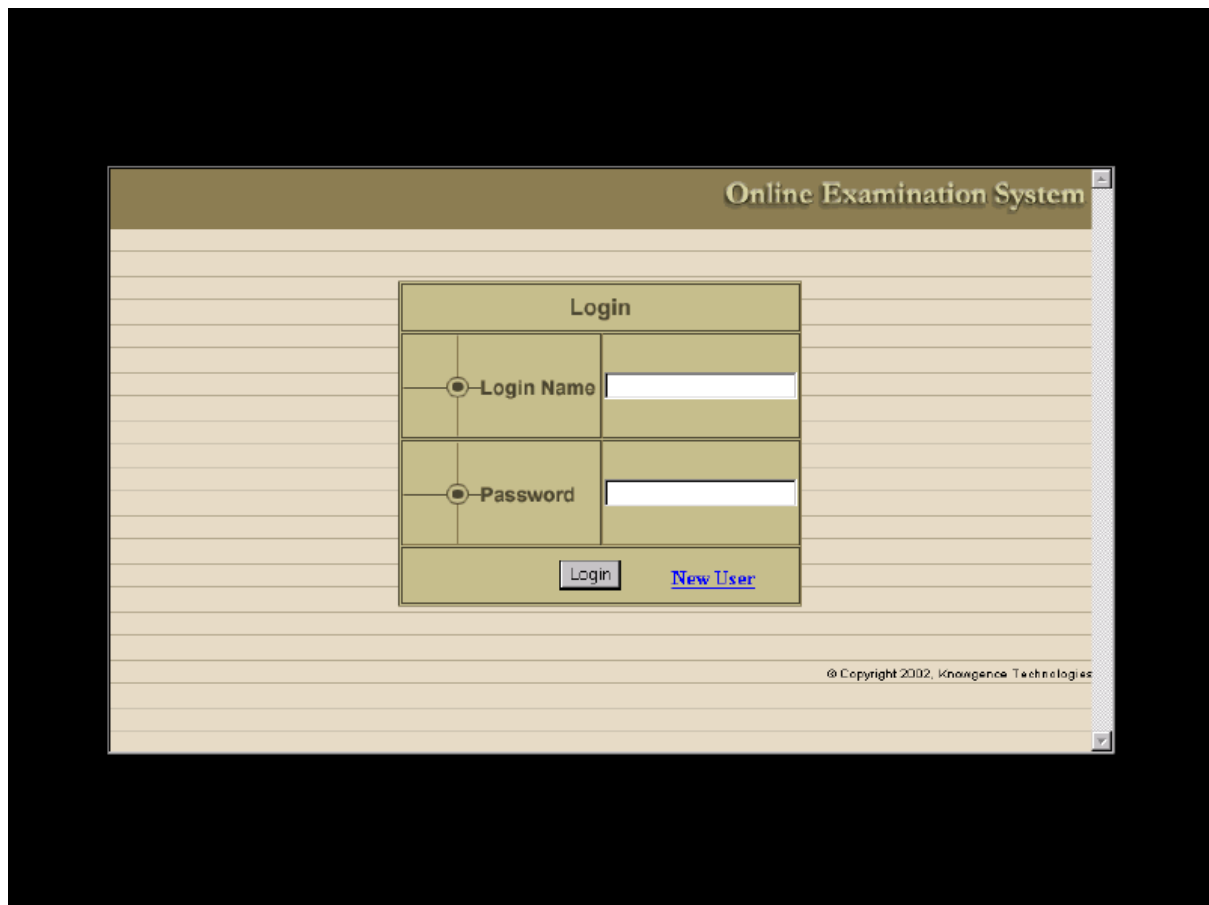 Online Examination System
Login
Login Name
Password
Login New User
© Copyright 2002, Knowgence Technologies